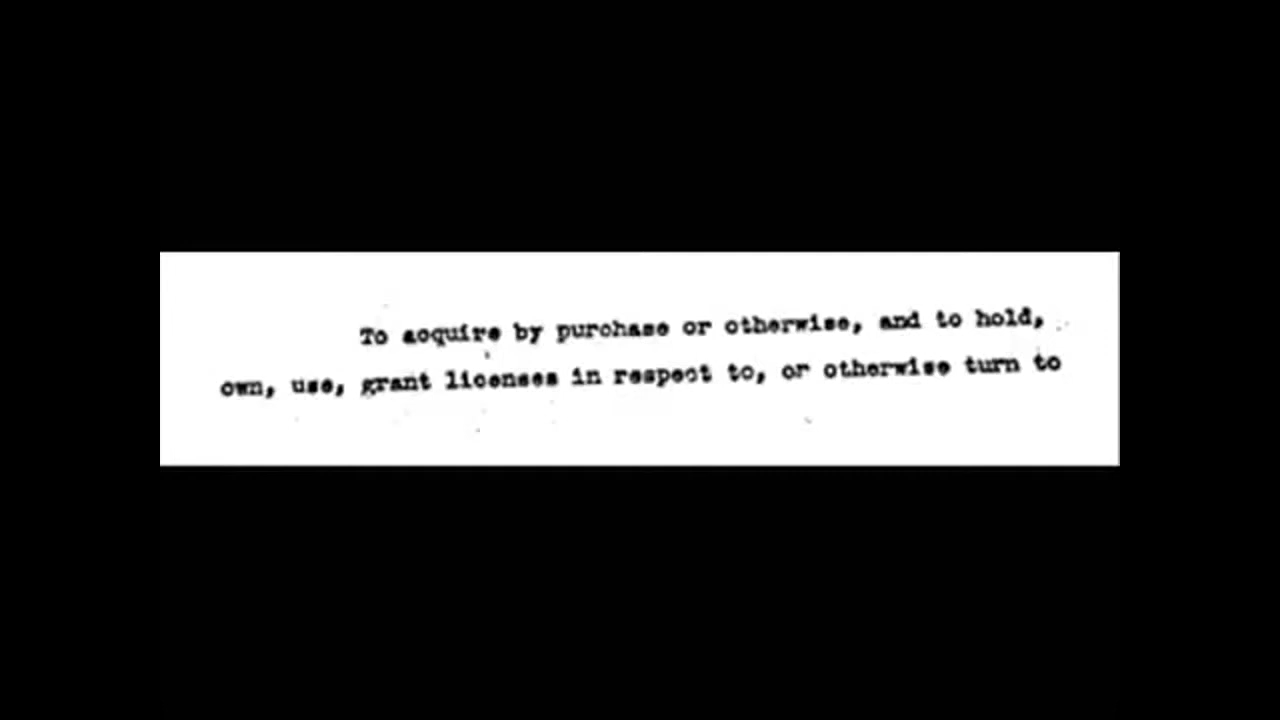 To acquire by purchase or otherwise, and to hold,
own, use, grant licenses in respect to, or otherwise turn to